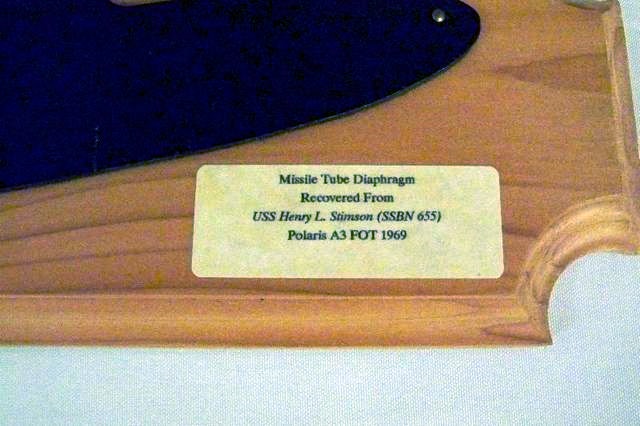 Missile Tube Diaphragm
Recovered From
USS Henry L. Stimson (SSBN 655)
Polaris A3 FOT 1969